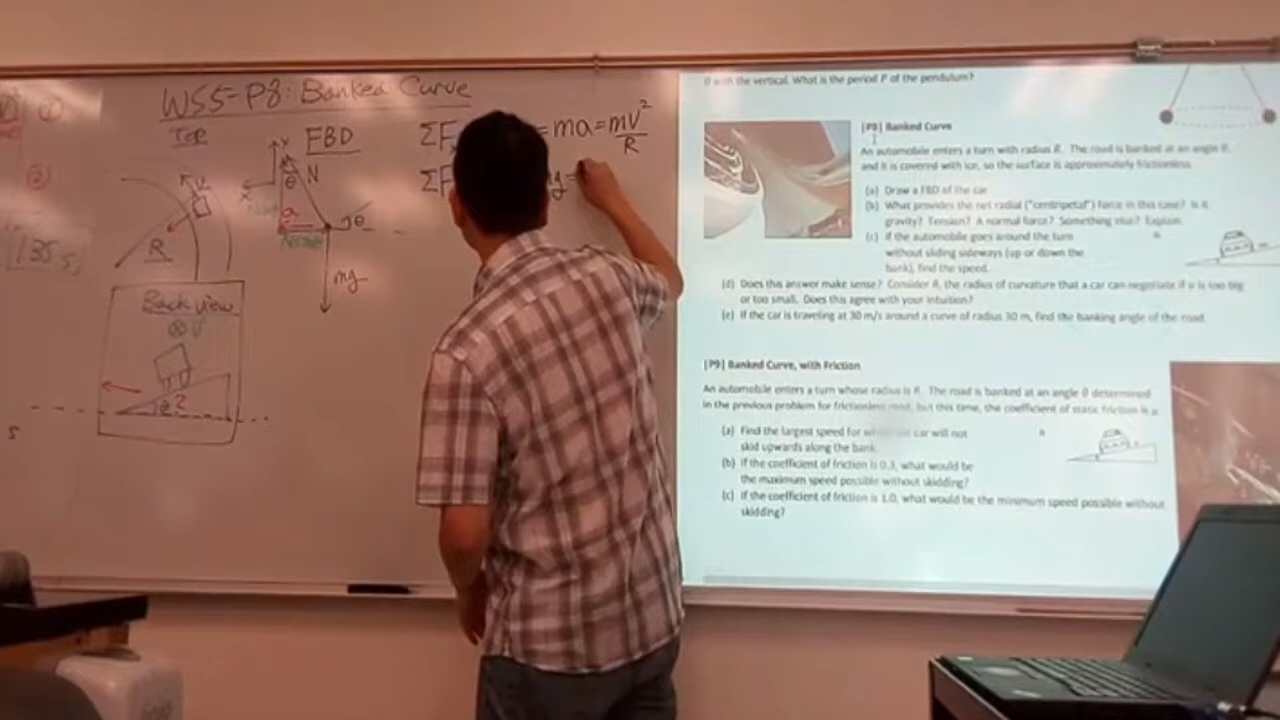 WS5-P8: Banked Curve
Top
FBD
Y
X
θ
N
a
θ
mg
V
R
Back view
⊗ V
ΣF
= ma = mV²/R
ΣF
θ with the vertical. What is the period P of the pendulum?
[P8] Banked Curve
An automobile enters a turn with radius R. The road is banked at an angle θ,
and it is covered with ice, so the surface is approximately frictionless.
(a) Draw a FBD of the car
(b) What provides the net radial ("centripetal") force in this case? Is it
gravity? Tension? A normal force? Something else? Explain.
(c) If the automobile goes around the turn
without sliding sideways (up or down the
bank), find the speed.
(d) Does this answer make sense? Consider R, the radius of curvature that a car can negotiate if θ is too big
or too small. Does this agree with your intuition?
(e) If the car is traveling at 30 m/s around a curve of radius 30 m, find the banking angle of the road
[P9] Banked Curve, with Friction
An automobile enters a turn whose radius is R. The road is banked at an angle θ determined
in the previous problem for frictionless road, but this time, the coefficient of static friction is
(a) Find the largest speed for car will not
skid upwards along the bank.
(b) If the coefficient of friction is 0.3, what would be
the maximum speed possible without skidding?
(c) If the coefficient of friction is 1.0, what would be the minimum speed possible without
skidding?